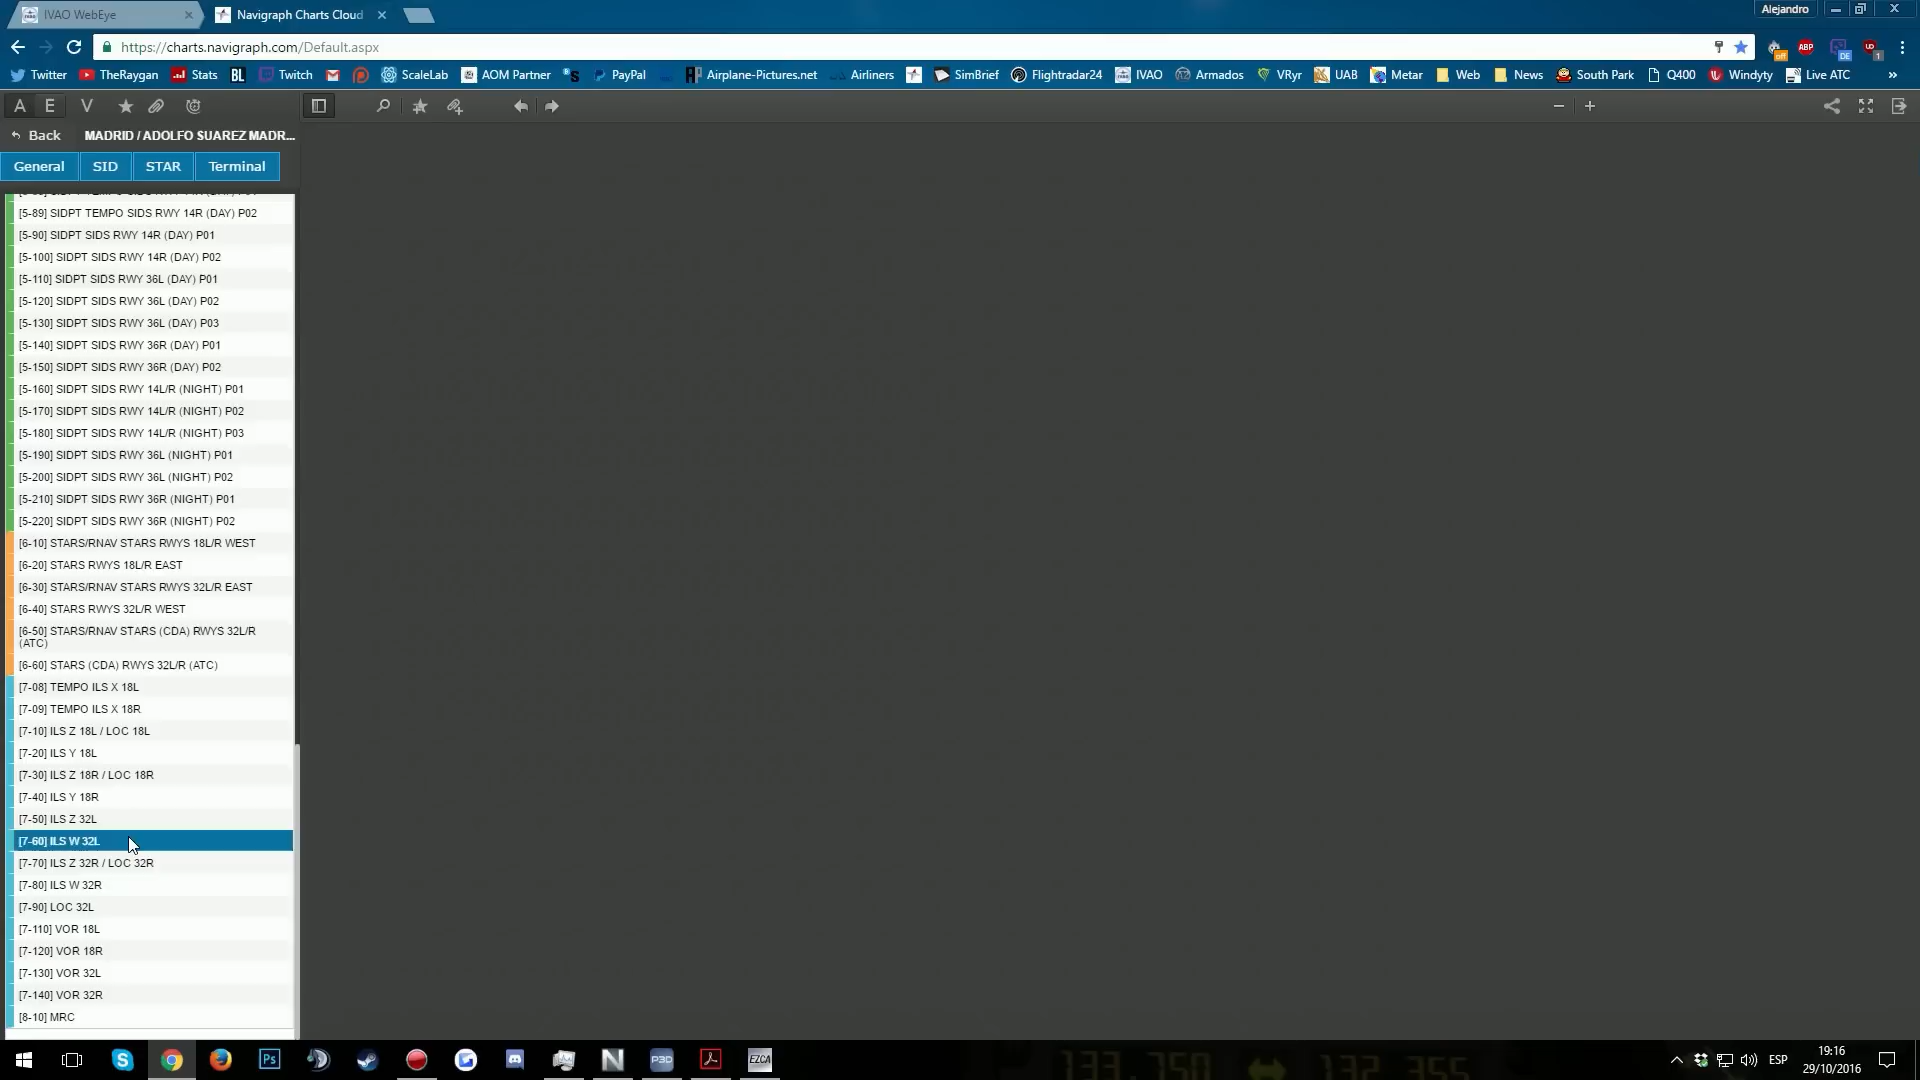 IVAO WebEye
Navigraph Charts Cloud
Alejandro
https://charts.navigraph.com/Default.aspx
ABP
off
DE
UD
1
Twitter
TheRaygan
Stats
BL
Twitch
ScaleLab
AOM Partner
PayPal
Airplane-Pictures.net
Airliners
SimBrief
Flightradar24
IVAO
Armados
VRyr
UAB
Metar
Web
News
South Park
Q400
Windyty
Live ATC
»
A E V
Back MADRID / ADOLFO SUAREZ MADR...
General SID STAR Terminal
[5-89] SIDPT TEMPO SIDS RWY 14R (DAY) P02
[5-90] SIDPT SIDS RWY 14R (DAY) P01
[5-100] SIDPT SIDS RWY 14R (DAY) P02
[5-110] SIDPT SIDS RWY 36L (DAY) P01
[5-120] SIDPT SIDS RWY 36L (DAY) P02
[5-130] SIDPT SIDS RWY 36L (DAY) P03
[5-140] SIDPT SIDS RWY 36R (DAY) P01
[5-150] SIDPT SIDS RWY 36R (DAY) P02
[5-160] SIDPT SIDS RWY 14L/R (NIGHT) P01
[5-170] SIDPT SIDS RWY 14L/R (NIGHT) P02
[5-180] SIDPT SIDS RWY 14L/R (NIGHT) P03
[5-190] SIDPT SIDS RWY 36L (NIGHT) P01
[5-200] SIDPT SIDS RWY 36L (NIGHT) P02
[5-210] SIDPT SIDS RWY 36R (NIGHT) P01
[5-220] SIDPT SIDS RWY 36R (NIGHT) P02
[6-10] STARS/RNAV STARS RWYS 18L/R WEST
[6-20] STARS RWYS 18L/R EAST
[6-30] STARS/RNAV STARS RWYS 32L/R EAST
[6-40] STARS RWYS 32L/R WEST
[6-50] STARS/RNAV STARS (CDA) RWYS 32L/R
(ATC)
[6-60] STARS (CDA) RWYS 32L/R (ATC)
[7-08] TEMPO ILS X 18L
[7-09] TEMPO ILS X 18R
[7-10] ILS Z 18L / LOC 18L
[7-20] ILS Y 18L
[7-30] ILS Z 18R / LOC 18R
[7-40] ILS Y 18R
[7-50] ILS Z 32L
[7-60] ILS W 32L
[7-70] ILS Z 32R / LOC 32R
[7-80] ILS W 32R
[7-90] LOC 32L
[7-110] VOR 18L
[7-120] VOR 18R
[7-130] VOR 32L
[7-140] VOR 32R
[8-10] MRC
Ps
N
P3D
EZCA
133.350
132.355
ESP
19:16
29/10/2016